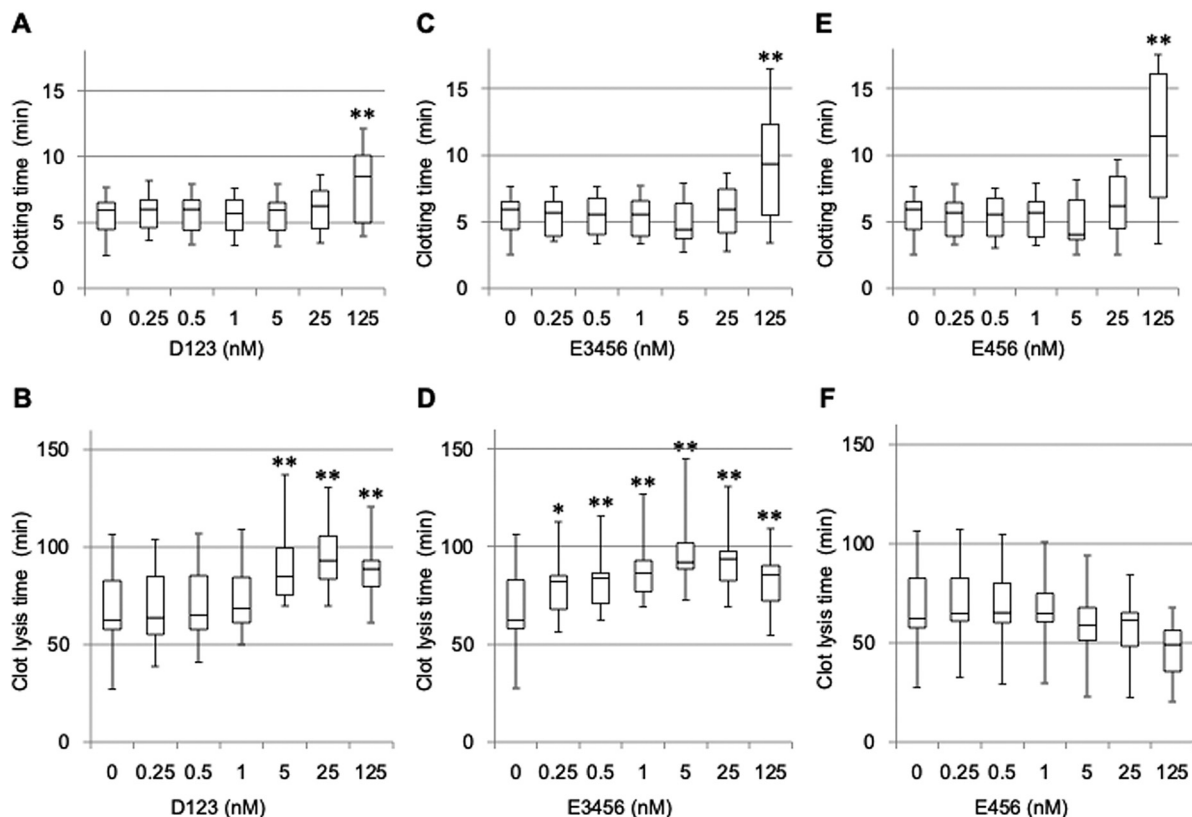 A
Clotting time (min)
15
10
5
0
**
0 0.25 0.5 1 5 25 125
D123 (nM)
C
Clotting time (min)
15
10
5
0
**
0 0.25 0.5 1 5 25 125
E3456 (nM)
E
Clotting time (min)
15
10
5
0
**
0 0.25 0.5 1 5 25 125
E456 (nM)
B
Clot lysis time (min)
150
100
50
0
** ** **
0 0.25 0.5 1 5 25 125
D123 (nM)
D
Clot lysis time (min)
150
100
50
0
* ** ** ** ** **
0 0.25 0.5 1 5 25 125
E3456 (nM)
F
Clot lysis time (min)
150
100
50
0
0 0.25 0.5 1 5 25 125
E456 (nM)